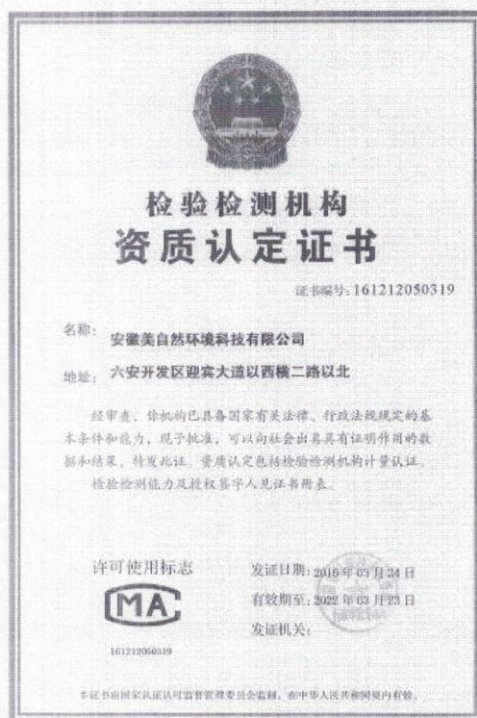 检验检测机构
资质认定证书
证书编号:161212050319
名称: 安徽美自然环境科技有限公司
地址: 六安开发区迎宾大道以西横二路以北
经审查，你机构已具备国家有关法律、行政法规规定的基
本条件和能力，现予批准，可以向社会出具具有证明作用的数
据和结果，特发此证。资质认定包括检验检测机构计量认证。
检验检测能力及授权签字人见证书附表。
许可使用标志
MA
161212050319
发证日期:2016年03月24日
有效期至:2022年03月23日
发证机关:
本证书由国家认证认可监督管理委员会监制，在中华人民共和国境内有效。